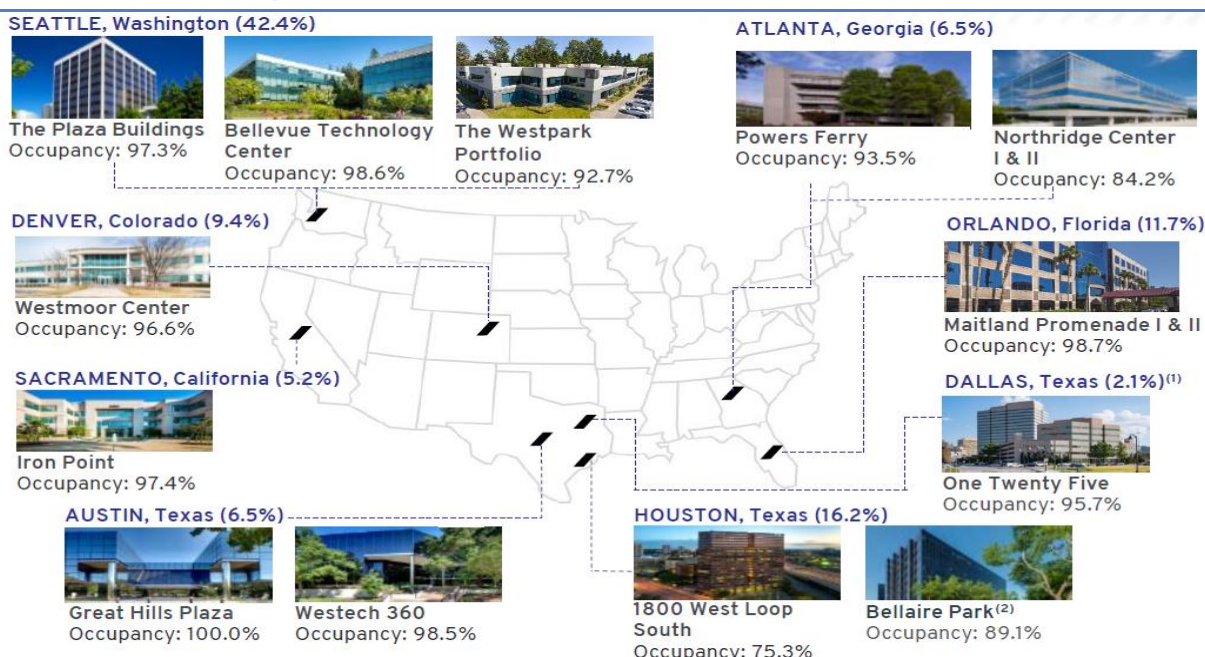 SEATTLE, Washington (42.4%)
The Plaza Buildings
Occupancy: 97.3%
Bellevue Technology
Center
Occupancy: 98.6%
The Westpark
Portfolio
Occupancy: 92.7%
ATLANTA, Georgia (6.5%)
Powers Ferry
Occupancy: 93.5%
Northridge Center
I & II
Occupancy: 84.2%
DENVER, Colorado (9.4%)
Westmoor Center
Occupancy: 96.6%
ORLANDO, Florida (11.7%)
Maitland Promenade I & II
Occupancy: 98.7%
SACRAMENTO, California (5.2%)
Iron Point
Occupancy: 97.4%
DALLAS, Texas (2.1%)(1)
One Twenty Five
Occupancy: 95.7%
AUSTIN, Texas (6.5%)
Great Hills Plaza
Occupancy: 100.0%
Westech 360
Occupancy: 98.5%
HOUSTON, Texas (16.2%)
1800 West Loop
South
Occupancy: 75.3%
Bellaire Park(2)
Occupancy: 89.1%